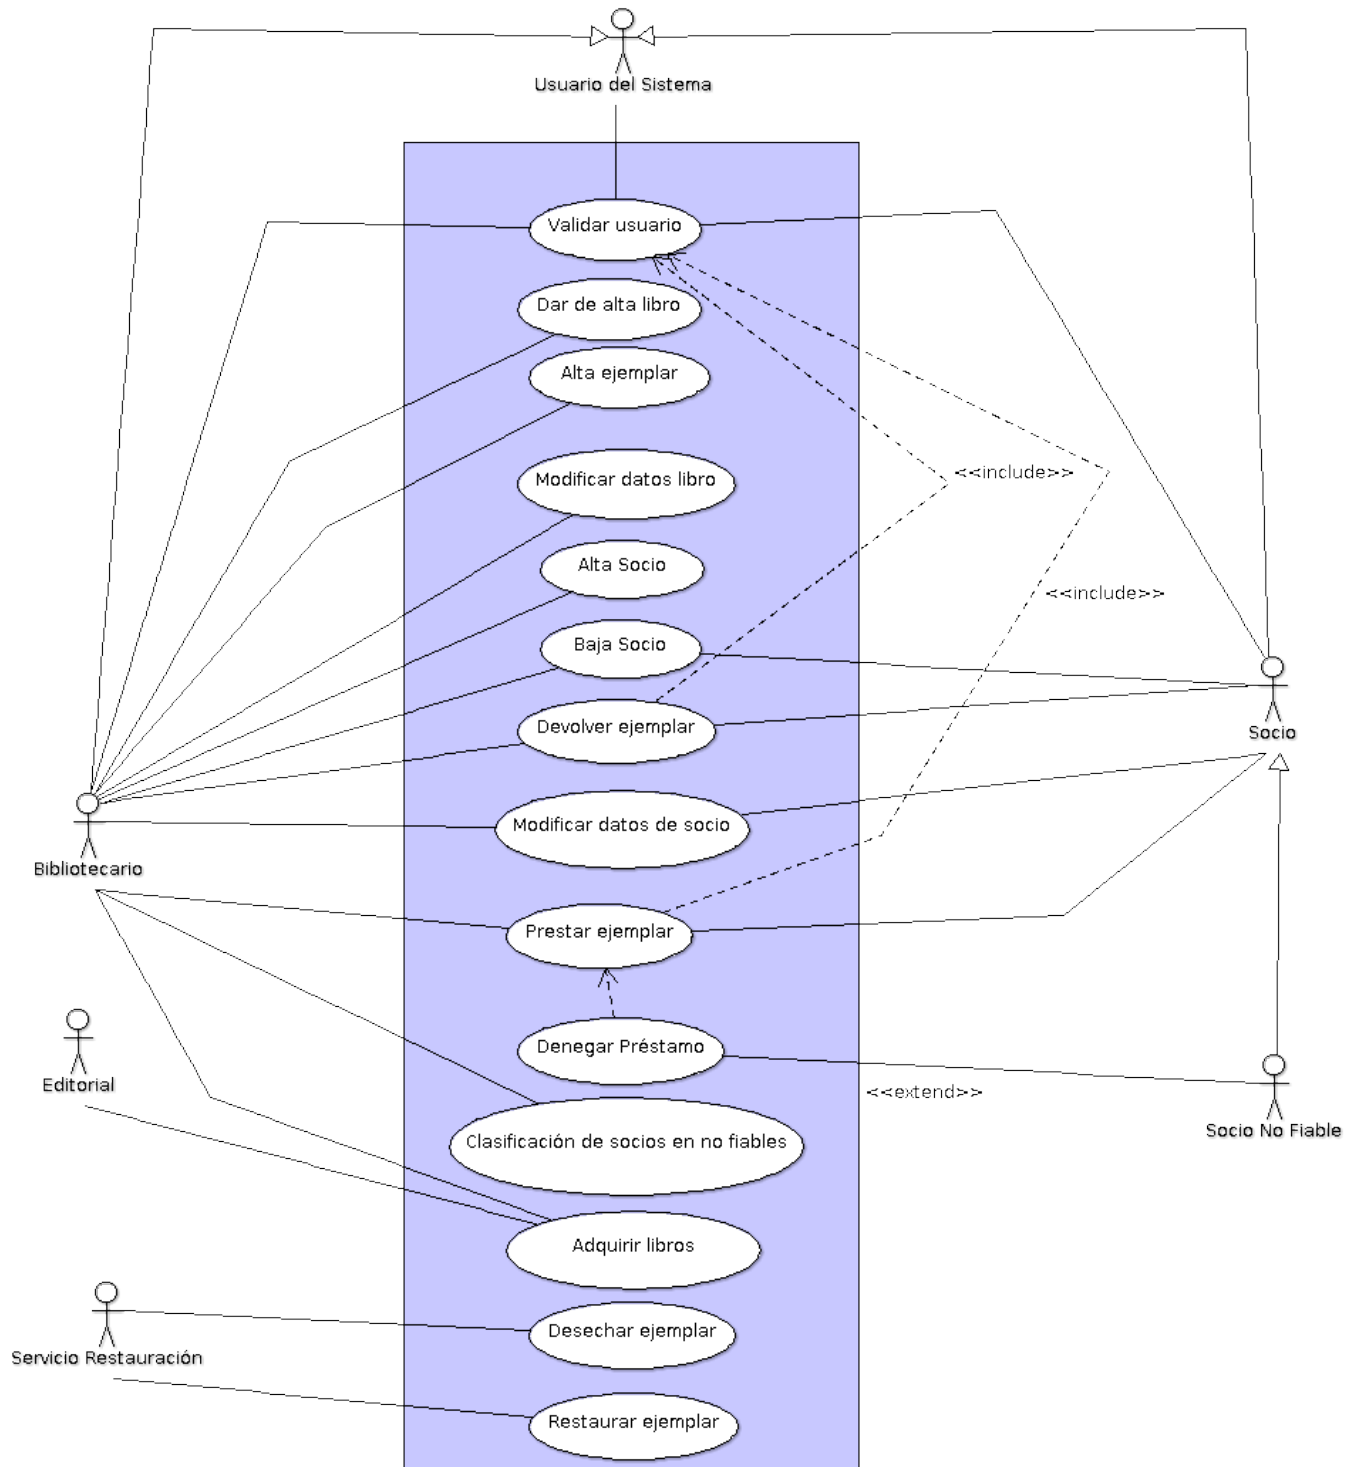 Usuario del Sistema
Validar usuario
Dar de alta libro
Alta ejemplar
<<include>>
Modificar datos libro
Alta Socio
<<include>>
Baja Socio
Devolver ejemplar
Socio
Modificar datos de socio
Bibliotecario
Prestar ejemplar
Denegar Préstamo
Editorial
<<extend>>
Socio No Fiable
Clasificación de socios en no fiables
Adquirir libros
Desechar ejemplar
Servicio Restauración
Restaurar ejemplar